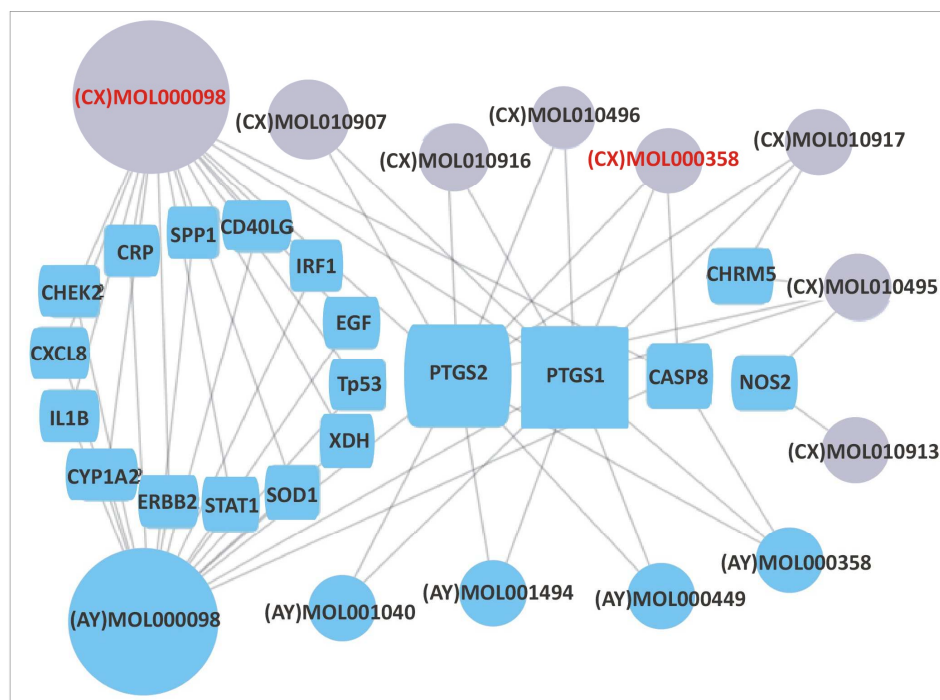 (CX)MOL000098
(CX)MOL010907
(CX)MOL010496
(CX)MOL010916
(CX)MOL000358
(CX)MOL010917
SPP1
CD40LG
CRP
IRF1
CHRM5
CHEK2
(CX)MOL010495
EGF
CXCL8
PTGS2
PTGS1
CASP8
NOS2
Tp53
IL1B
XDH
(CX)MOL010913
CYP1A2
ERBB2
STAT1
SOD1
(AY)MOL000358
(AY)MOL001494
(AY)MOL000449
(AY)MOL001040
(AY)MOL000098